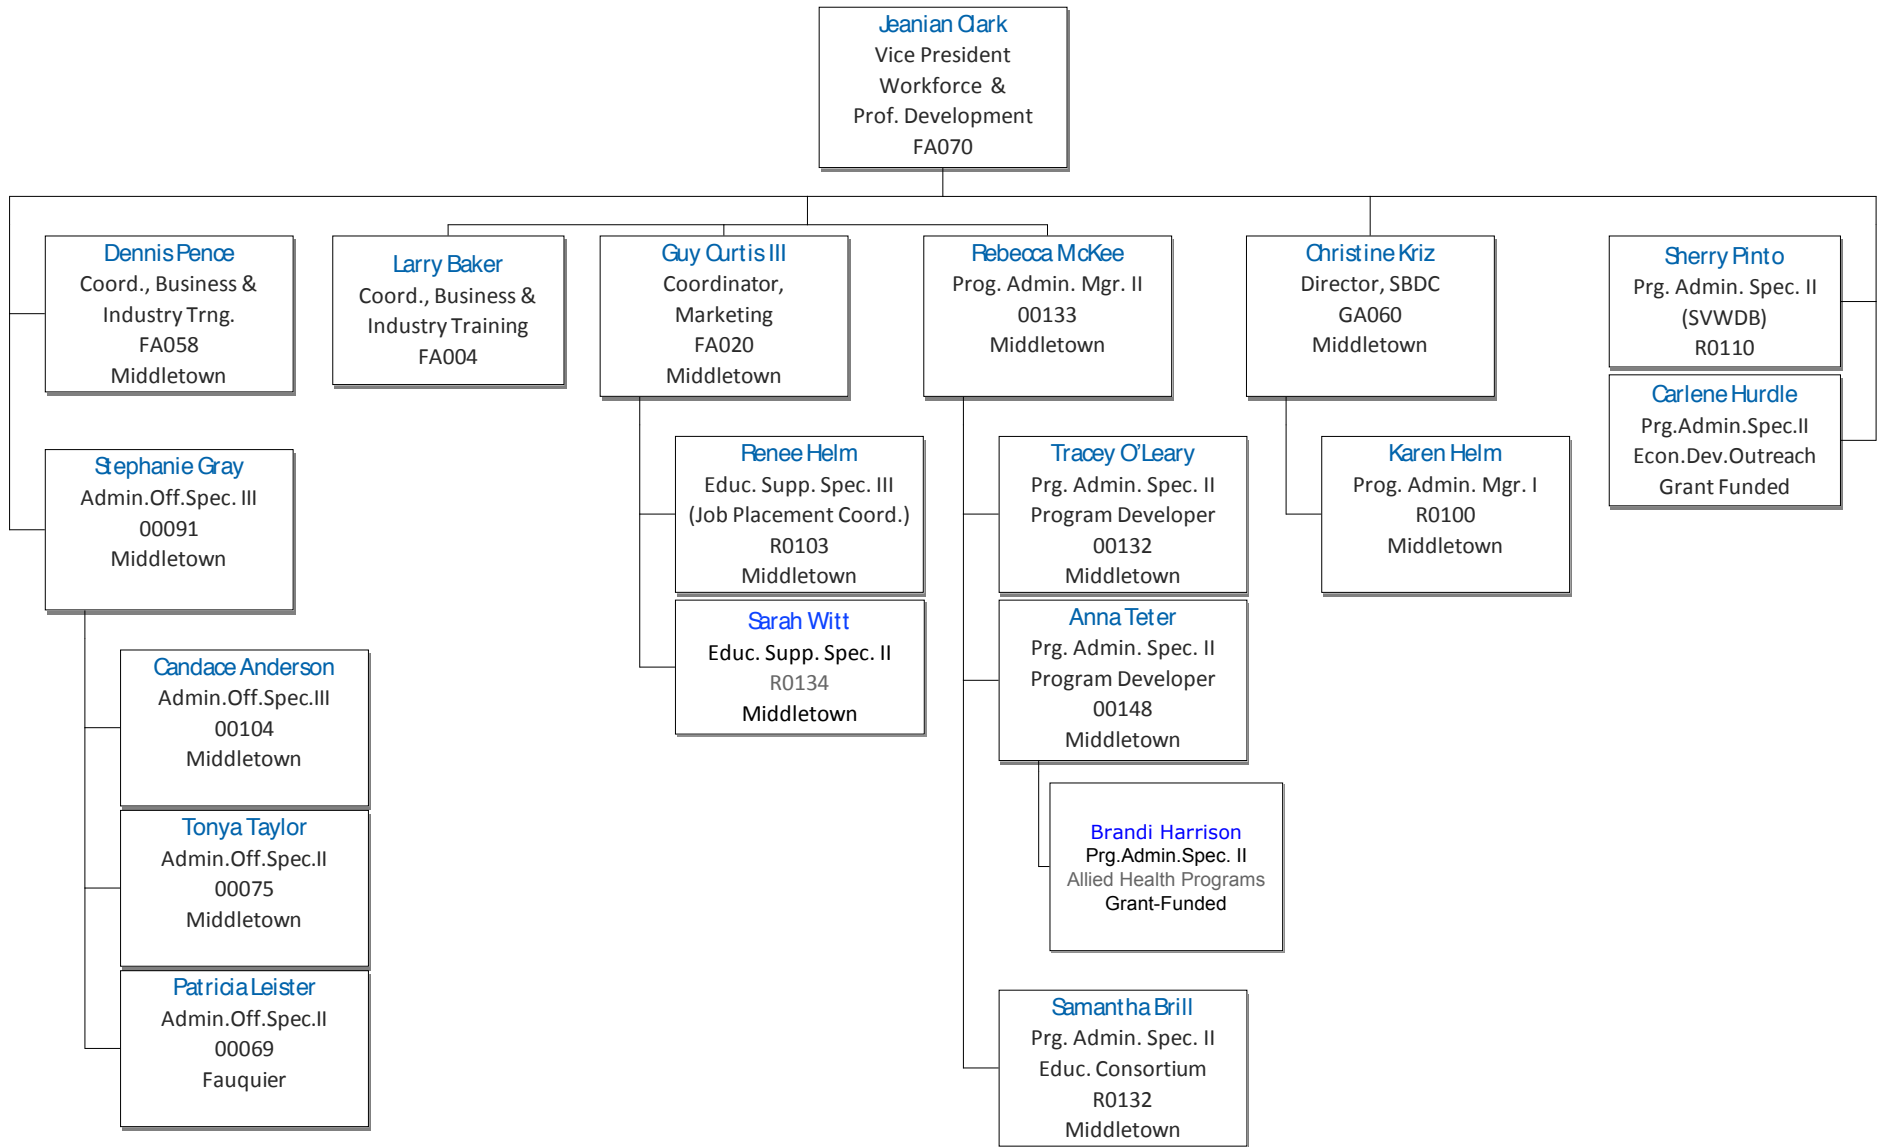 Jeanian Clark
Vice President
Workforce &
Prof. Development
FA070
Dennis Pence
Coord., Business &
Industry Trng.
FA058
Middletown
Larry Baker
Coord., Business &
Industry Training
FA004
Guy Curtis III
Coordinator,
Marketing
FA020
Middletown
Rebecca McKee
Prog. Admin. Mgr. II
00133
Middletown
Christine Kriz
Director, SBDC
GA060
Middletown
Sherry Pinto
Prg. Admin. Spec. II
(SVWDB)
R0110
Carlene Hurdle
Prg.Admin.Spec.II
Econ.Dev.Outreach
Grant Funded
Stephanie Gray
Admin.Off.Spec. III
00091
Middletown
Renee Helm
Educ. Supp. Spec. III
(Job Placement Coord.)
R0103
Middletown
Tracey O'Leary
Prg. Admin. Spec. II
Program Developer
00132
Middletown
Karen Helm
Prog. Admin. Mgr. I
R0100
Middletown
Sarah Witt
Educ. Supp. Spec. II
R0134
Middletown
Anna Teter
Prg. Admin. Spec. II
Program Developer
00148
Middletown
Candace Anderson
Admin.Off.Spec.III
00104
Middletown
Tonya Taylor
Admin.Off.Spec.II
00075
Middletown
Brandi Harrison
Prg.Admin.Spec. II
Allied Health Programs
Grant-Funded
Patricia Leister
Admin.Off.Spec.II
00069
Fauquier
Samantha Brill
Prg. Admin. Spec. II
Educ. Consortium
R0132
Middletown